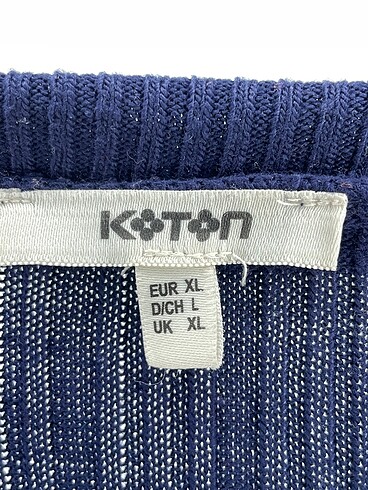 KOTON
EUR XL
D/CH L
UK XL